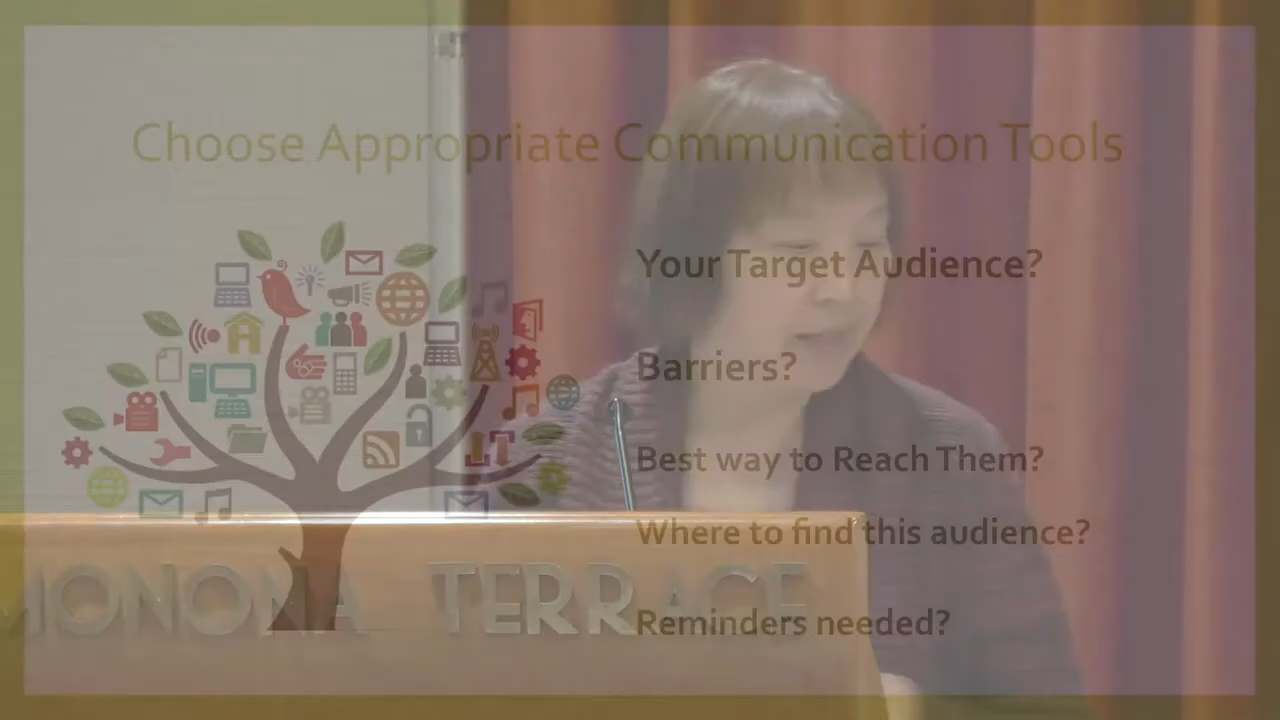 Choose Appropriate Communication Tools
Your Target Audience?
Barriers?
Best way to Reach Them?
Where to find this audience?
MONONA TERRACE
Reminders needed?